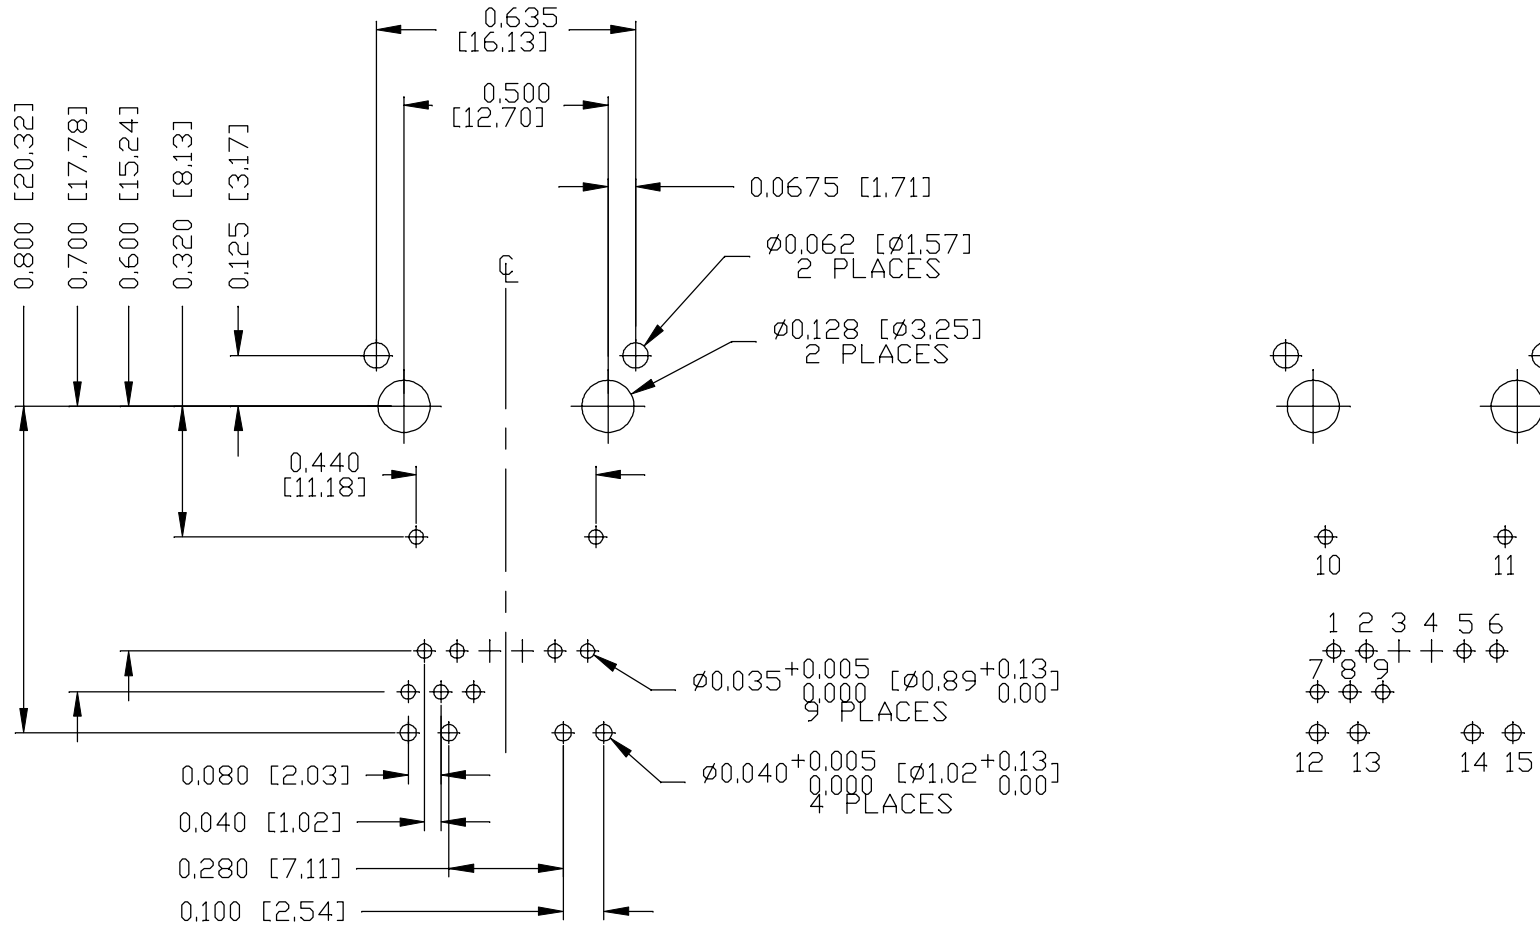 0.635
[16.13]
0.500
[12.70]
0.800 [20.32]
0.700 [17.78]
0.600 [15.24]
0.320 [8.13]
0.125 [3.17]
0.0675 [1.71]
Ø0.062 [Ø1.57]
2 PLACES
℄
Ø0.128 [Ø3.25]
2 PLACES
0.440
[11.18]
10
11
1 2 3 4 5 6
7 8 9
Ø0.035 +0.005 [Ø0.89 +0.13
0.000 0.00]
9 PLACES
Ø0.040 +0.005 [Ø1.02 +0.13
0.000 0.00]
4 PLACES
12 13 14 15
0.080 [2.03]
0.040 [1.02]
0.280 [7.11]
0.100 [2.54]